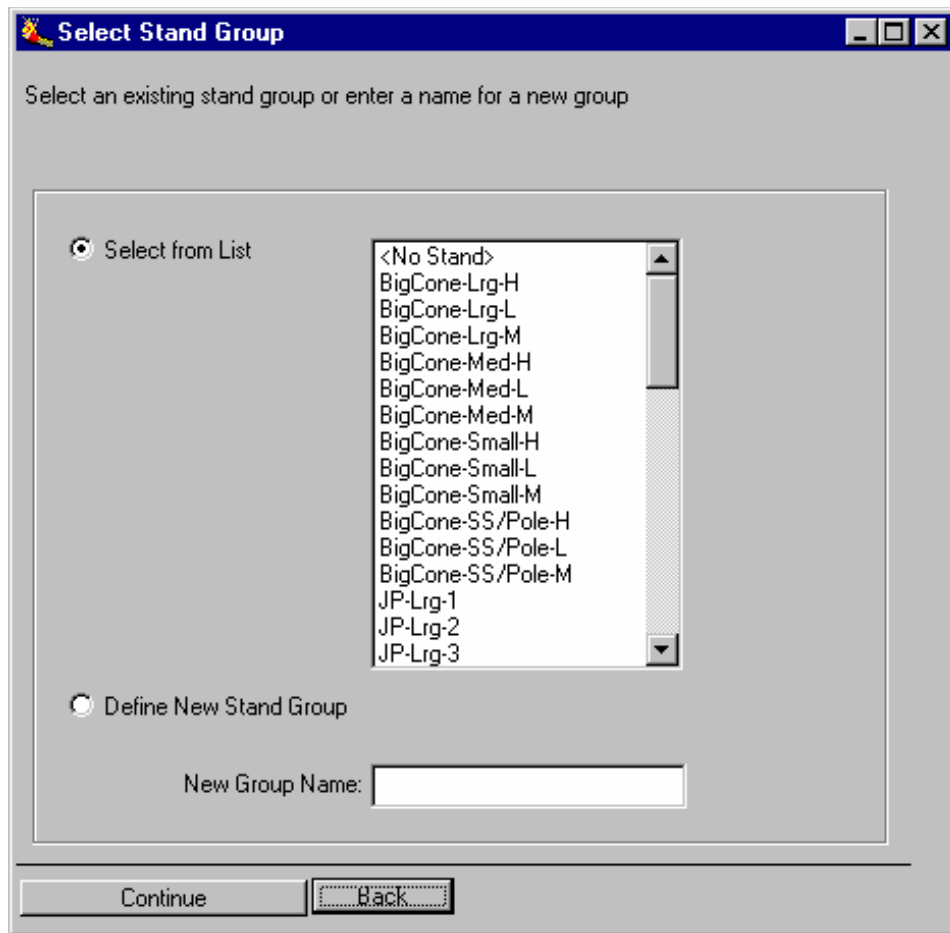 Select Stand Group
Select an existing stand group or enter a name for a new group
Select from List
<No Stand>
BigCone-Lrg-H
BigCone-Lrg-L
BigCone-Lrg-M
BigCone-Med-H
BigCone-Med-L
BigCone-Med-M
BigCone-Small-H
BigCone-Small-L
BigCone-Small-M
BigCone-SS/Pole-H
BigCone-SS/Pole-L
BigCone-SS/Pole-M
JP-Lrg-1
JP-Lrg-2
JP-Lrg-3
Define New Stand Group
New Group Name:
Continue
Back